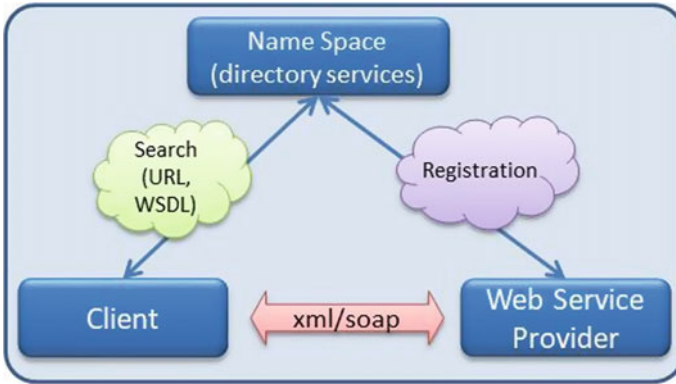 Name Space
(directory services)
Search
(URL,
WSDL)
Registration
Client
xml/soap
Web Service
Provider